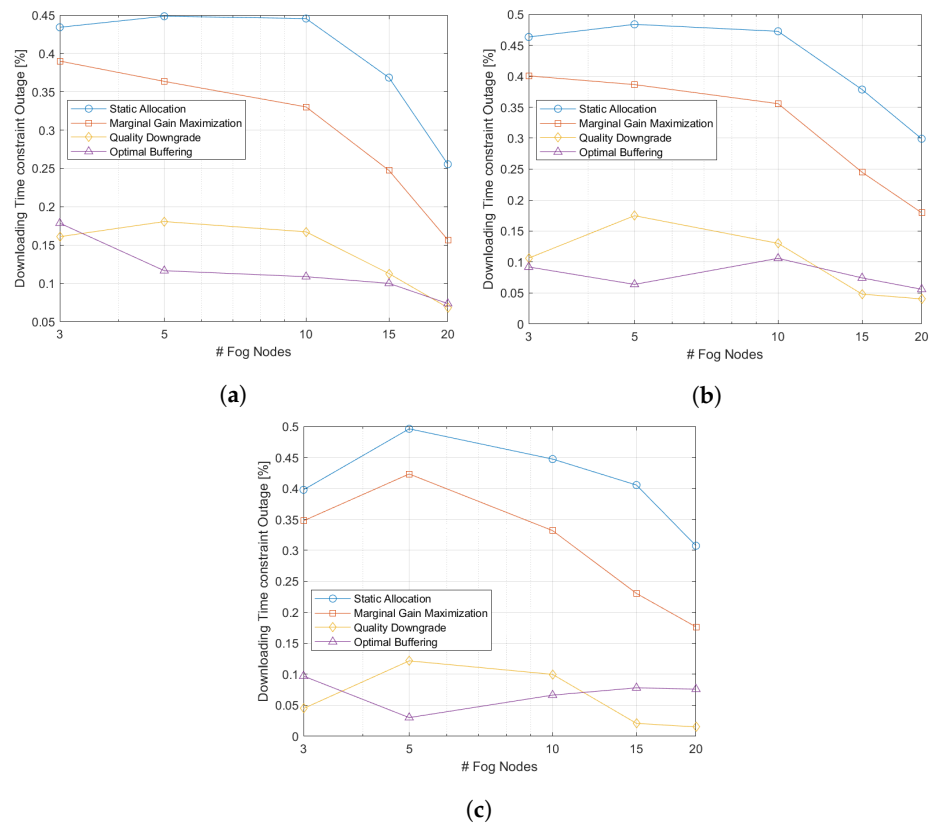 0.45
0.4
0.35
0.3
0.25
0.2
0.15
0.1
0.05
Downloading Time constraint Outage [%]
Static Allocation
Marginal Gain Maximization
Quality Downgrade
Optimal Buffering
3 5 10 15 20
# Fog Nodes
(a)
0.5
0.45
0.4
0.35
0.3
0.25
0.2
0.15
0.1
0.05
0
Downloading Time constraint Outage [%]
Static Allocation
Marginal Gain Maximization
Quality Downgrade
Optimal Buffering
3 5 10 15 20
# Fog Nodes
(b)
0.5
0.45
0.4
0.35
0.3
0.25
0.2
0.15
0.1
0.05
0
Downloading Time constraint Outage [%]
Static Allocation
Marginal Gain Maximization
Quality Downgrade
Optimal Buffering
3 5 10 15 20
# Fog Nodes
(c)